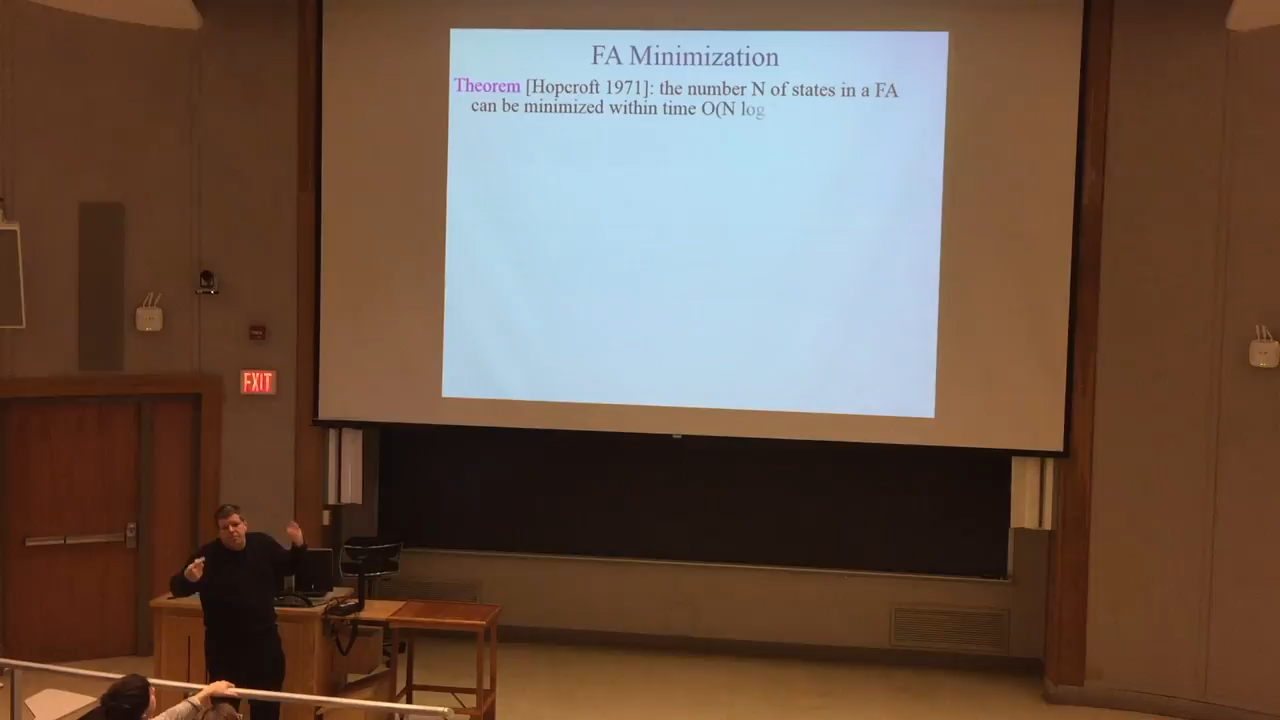 FA Minimization
Theorem [Hopcroft 1971]: the number N of states in a FA
can be minimized within time O(N log
EXIT